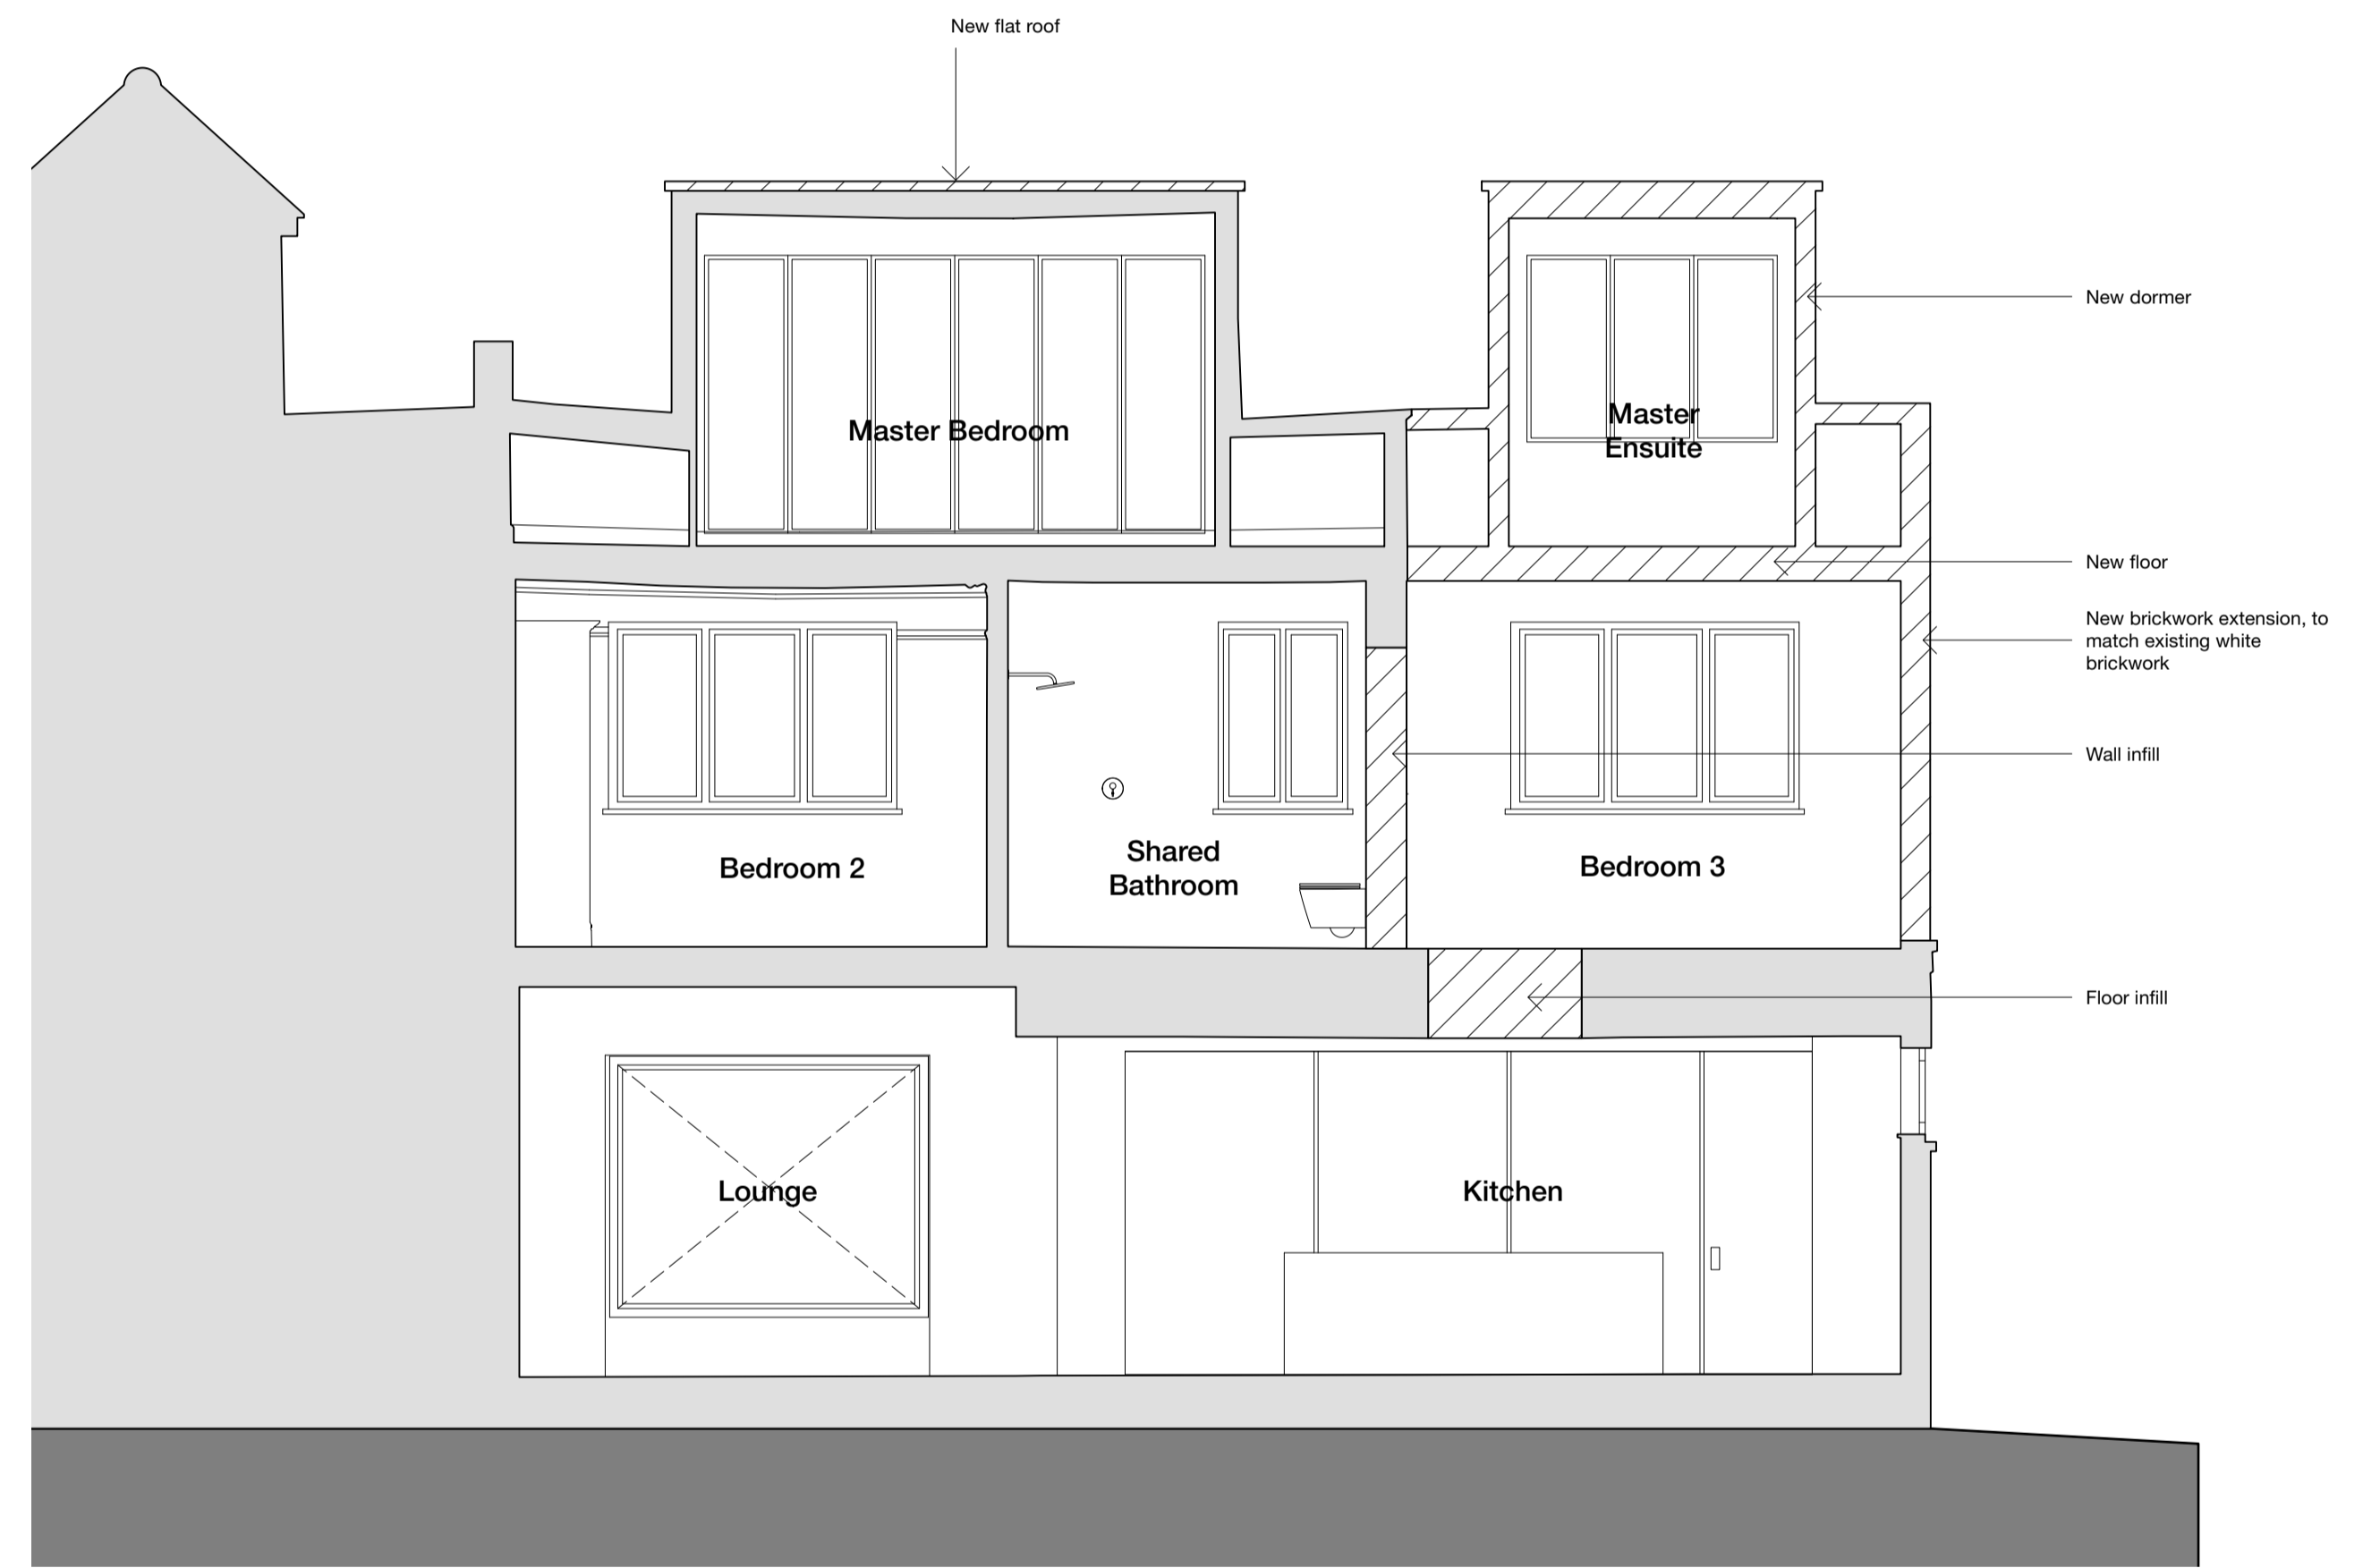 New flat roof
New dormer
Master Bedroom
Master
Ensuite
New floor
New brickwork extension, to
match existing white
brickwork
Wall infill
Bedroom 2
Shared
Bathroom
Bedroom 3
Floor infill
Lounge
Kitchen